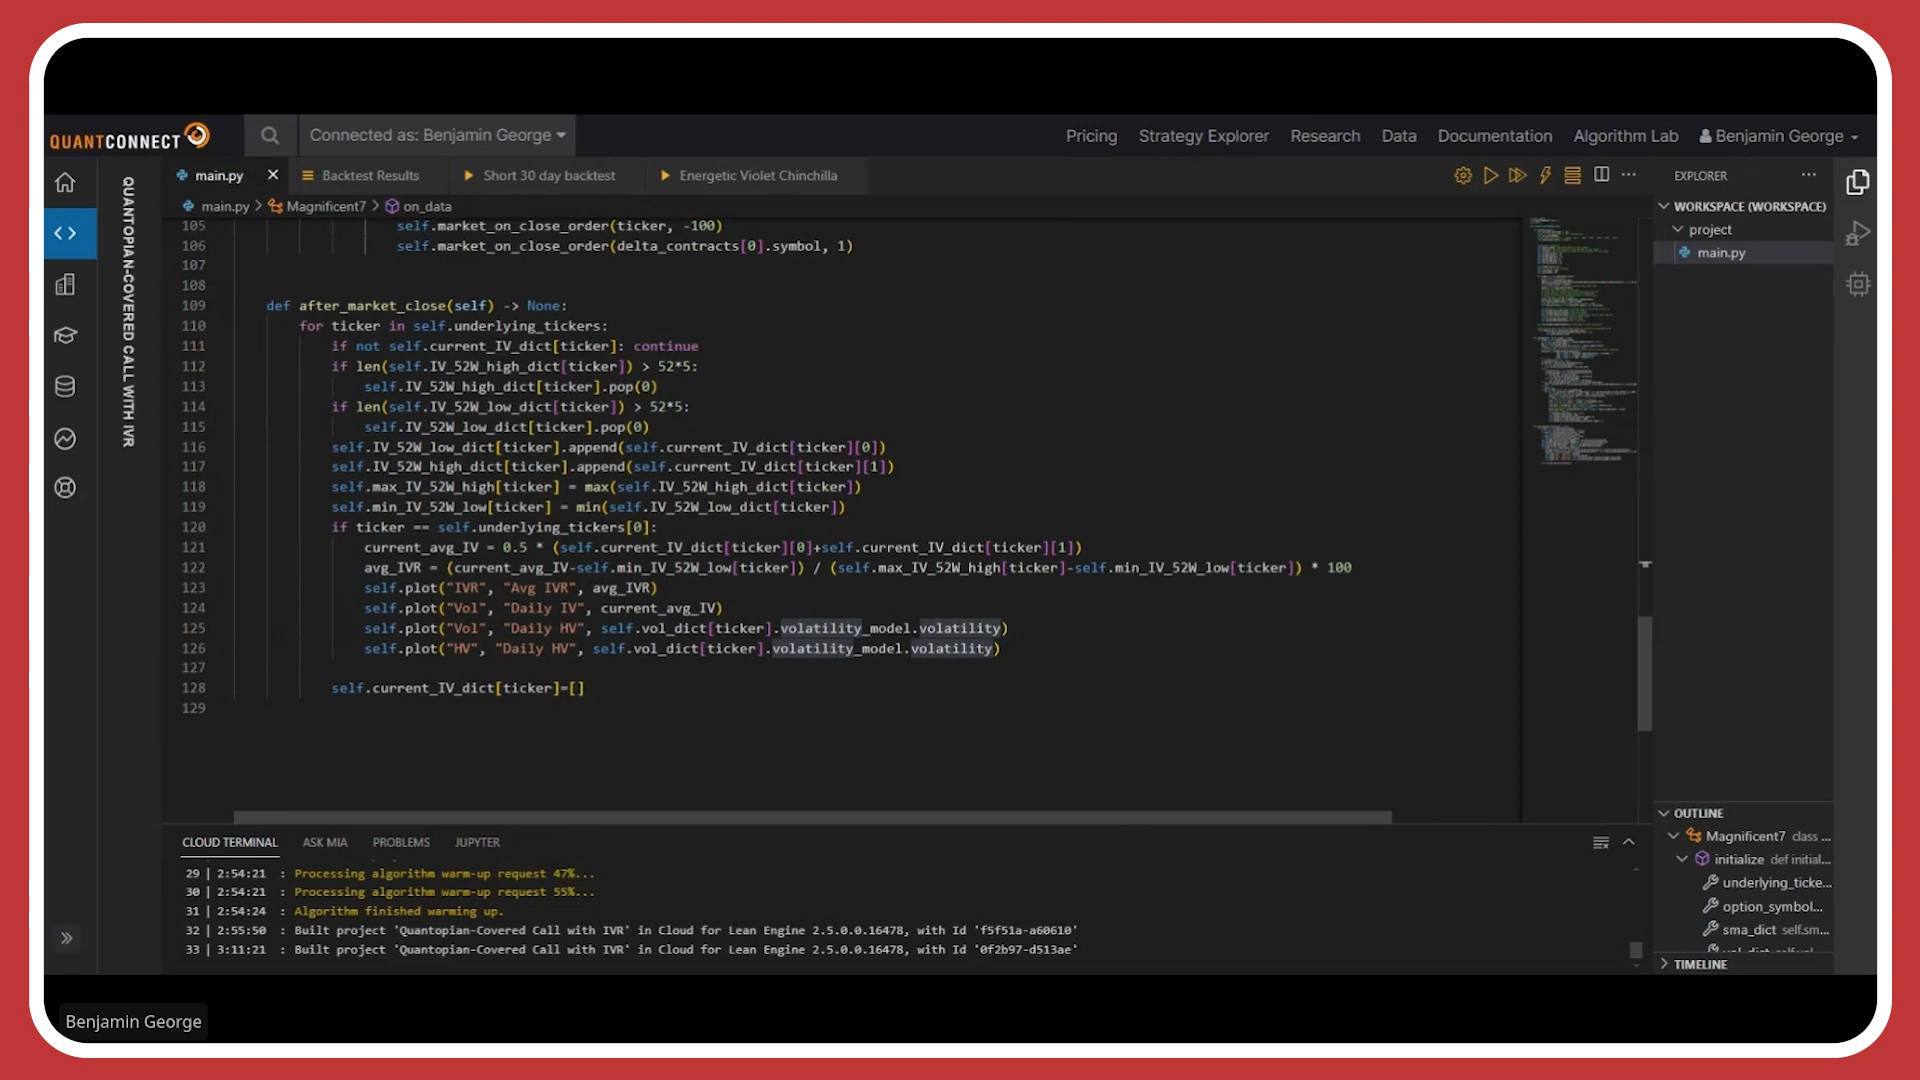 QUANTCONNECT
Connected as: Benjamin George
Pricing
Strategy Explorer
Research
Data
Documentation
Algorithm Lab
Benjamin George
QUANTOPIAN-COVERED CALL WITH IVR
main.py
Backtest Results
Short 30 day backtest
Energetic Violet Chinchilla
main.py > Magnificent7 > on_data
105 self.market_on_close_order(ticker, -100)
106 self.market_on_close_order(delta_contracts[0].symbol, 1)
107
108
109 def after_market_close(self) -> None:
110 for ticker in self.underlying_tickers:
111 if not self.current_IV_dict[ticker]: continue
112 if len(self.IV_52W_high_dict[ticker]) > 52*5:
113 self.IV_52W_high_dict[ticker].pop(0)
114 if len(self.IV_52W_low_dict[ticker]) > 52*5:
115 self.IV_52W_low_dict[ticker].pop(0)
116 self.IV_52W_low_dict[ticker].append(self.current_IV_dict[ticker][0])
117 self.IV_52W_high_dict[ticker].append(self.current_IV_dict[ticker][1])
118 self.max_IV_52W_high[ticker] = max(self.IV_52W_high_dict[ticker])
119 self.min_IV_52W_low[ticker] = min(self.IV_52W_low_dict[ticker])
120 if ticker == self.underlying_tickers[0]:
121 current_avg_IV = 0.5 * (self.current_IV_dict[ticker][0]+self.current_IV_dict[ticker][1])
122 avg_IVR = (current_avg_IV-self.min_IV_52W_low[ticker]) / (self.max_IV_52W_high[ticker]-self.min_IV_52W_low[ticker]) * 100
123 self.plot("IVR", "Avg IVR", avg_IVR)
124 self.plot("Vol", "Daily IV", current_avg_IV)
125 self.plot("Vol", "Daily HV", self.vol_dict[ticker].volatility_model.volatility)
126 self.plot("HV", "Daily HV", self.vol_dict[ticker].volatility_model.volatility)
127
128 self.current_IV_dict[ticker]=[]
129
EXPLORER
WORKSPACE (WORKSPACE)
project
main.py
OUTLINE
Magnificent7 class ...
initialize def initial...
underlying_ticke...
option_symbol...
sma_dict self.sm...
TIMELINE
CLOUD TERMINAL
ASK MIA
PROBLEMS
JUPYTER
29 | 2:54:21 : Processing algorithm warm-up request 47%...
30 | 2:54:21 : Processing algorithm warm-up request 55%...
31 | 2:54:24 : Algorithm finished warming up.
32 | 2:55:50 : Built project 'Quantopian-Covered Call with IVR' in Cloud for Lean Engine 2.5.0.0.16478, with Id 'f5f51a-a60610'
33 | 3:11:21 : Built project 'Quantopian-Covered Call with IVR' in Cloud for Lean Engine 2.5.0.0.16478, with Id '0f2b97-d513ae'
Benjamin George